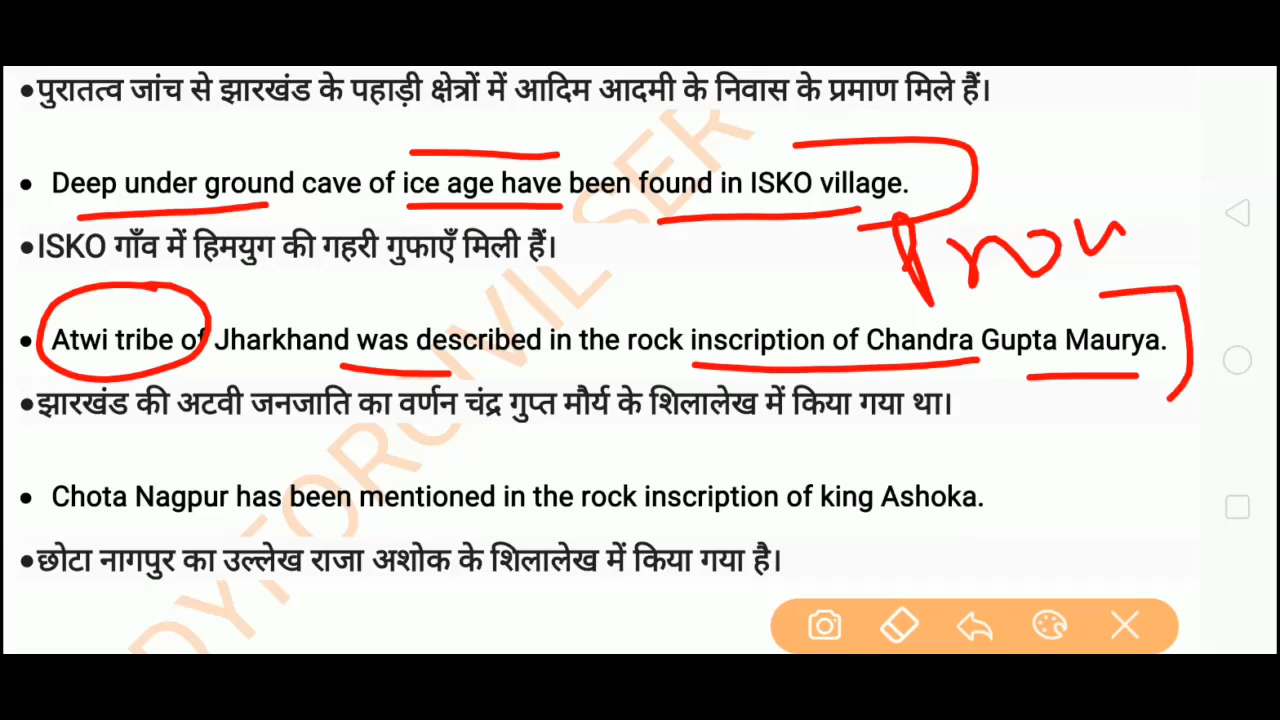 •पुरातत्व जांच से झारखंड के पहाड़ी क्षेत्रों में आदिम आदमी के निवास के प्रमाण मिले हैं।
• Deep under ground cave of ice age have been found in ISKO village.
•ISKO गाँव में हिमयुग की गहरी गुफाएँ मिली हैं।
• Atwi tribe of Jharkhand was described in the rock inscription of Chandra Gupta Maurya.
•झारखंड की अटवी जनजाति का वर्णन चंद्र गुप्त मौर्य के शिलालेख में किया गया था।
• Chota Nagpur has been mentioned in the rock inscription of king Ashoka.
•छोटा नागपुर का उल्लेख राजा अशोक के शिलालेख में किया गया है।